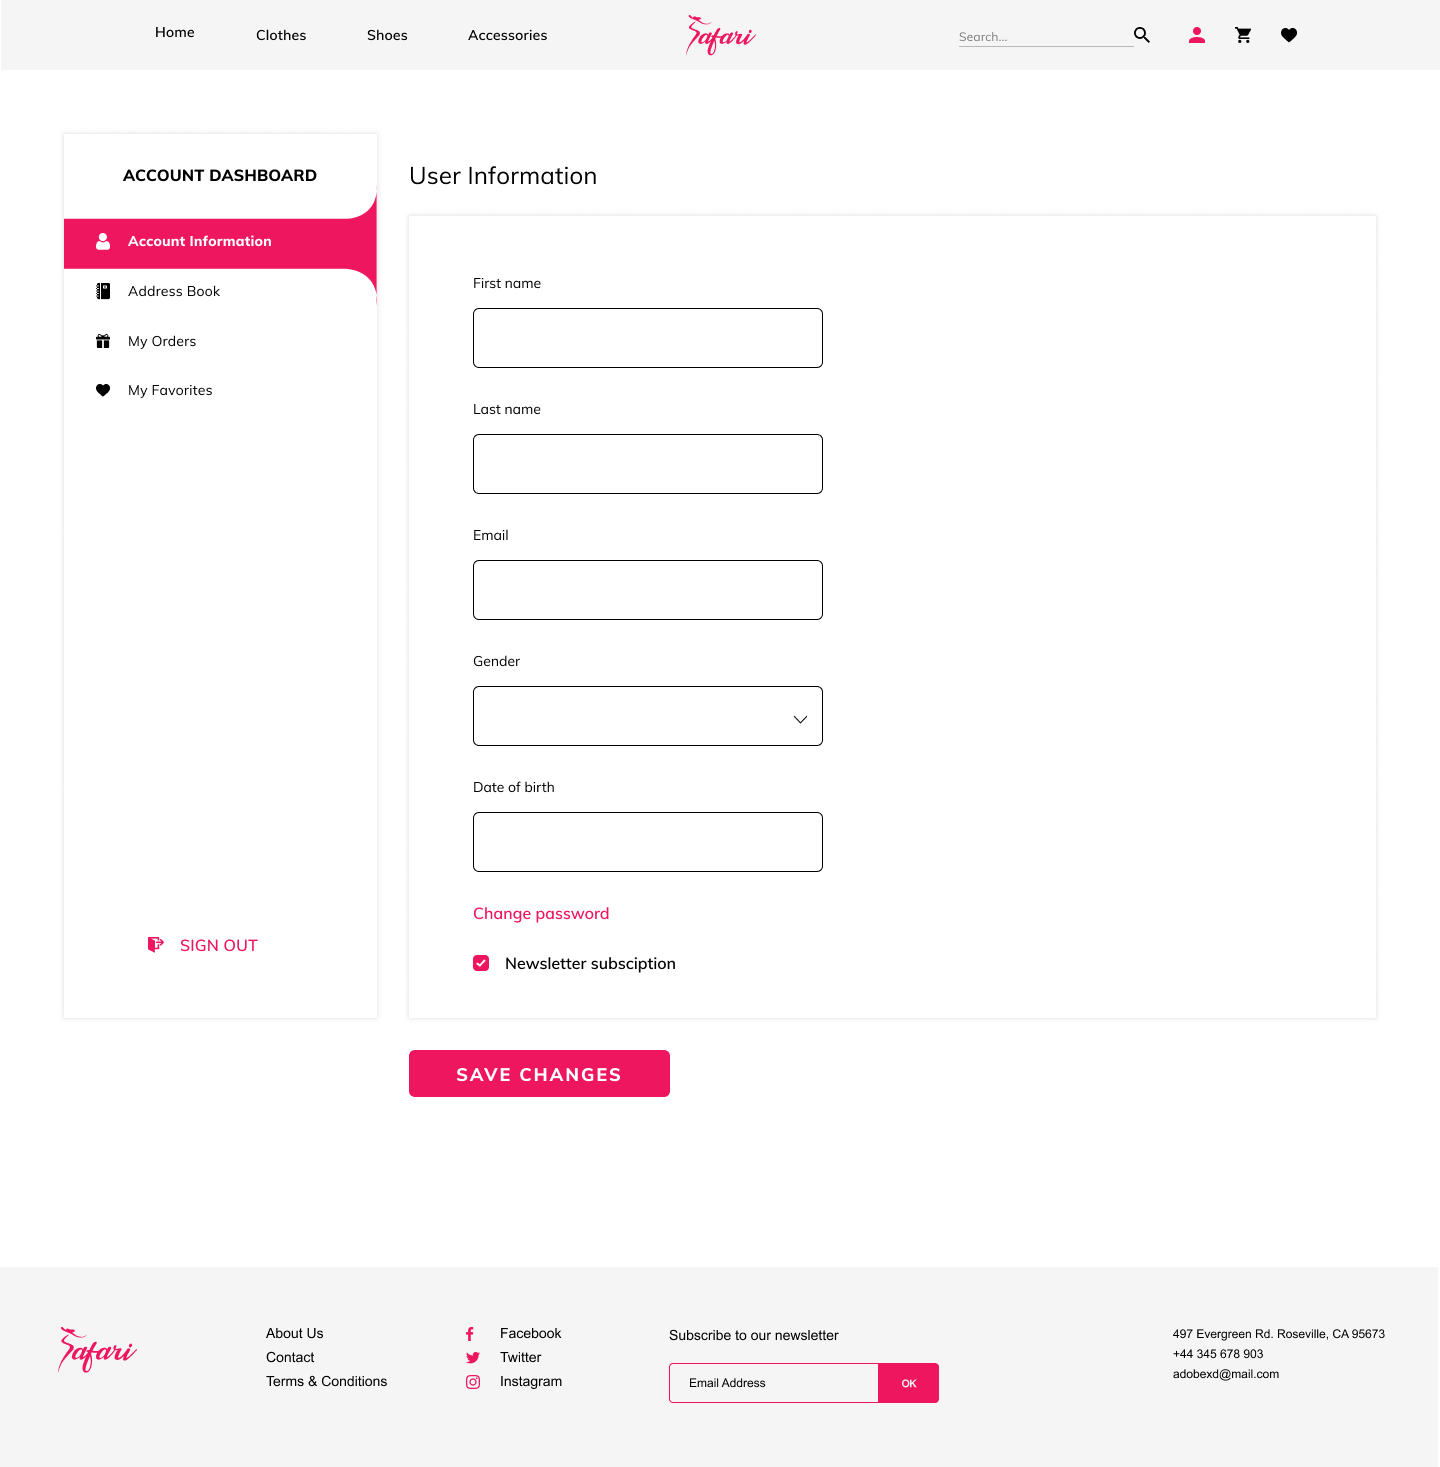 Home
Clothes
Shoes
Accessories
Safari
Search...
ACCOUNT DASHBOARD
Account Information
Address Book
My Orders
My Favorites
SIGN OUT
User Information
First name
Last name
Email
Gender
Date of birth
Change password
Newsletter subsciption
SAVE CHANGES
Safari
About Us
Contact
Terms & Conditions
Facebook
Twitter
Instagram
Subscribe to our newsletter
Email Address
OK
497 Evergreen Rd. Roseville, CA 95673
+44 345 678 903
adobexd@mail.com